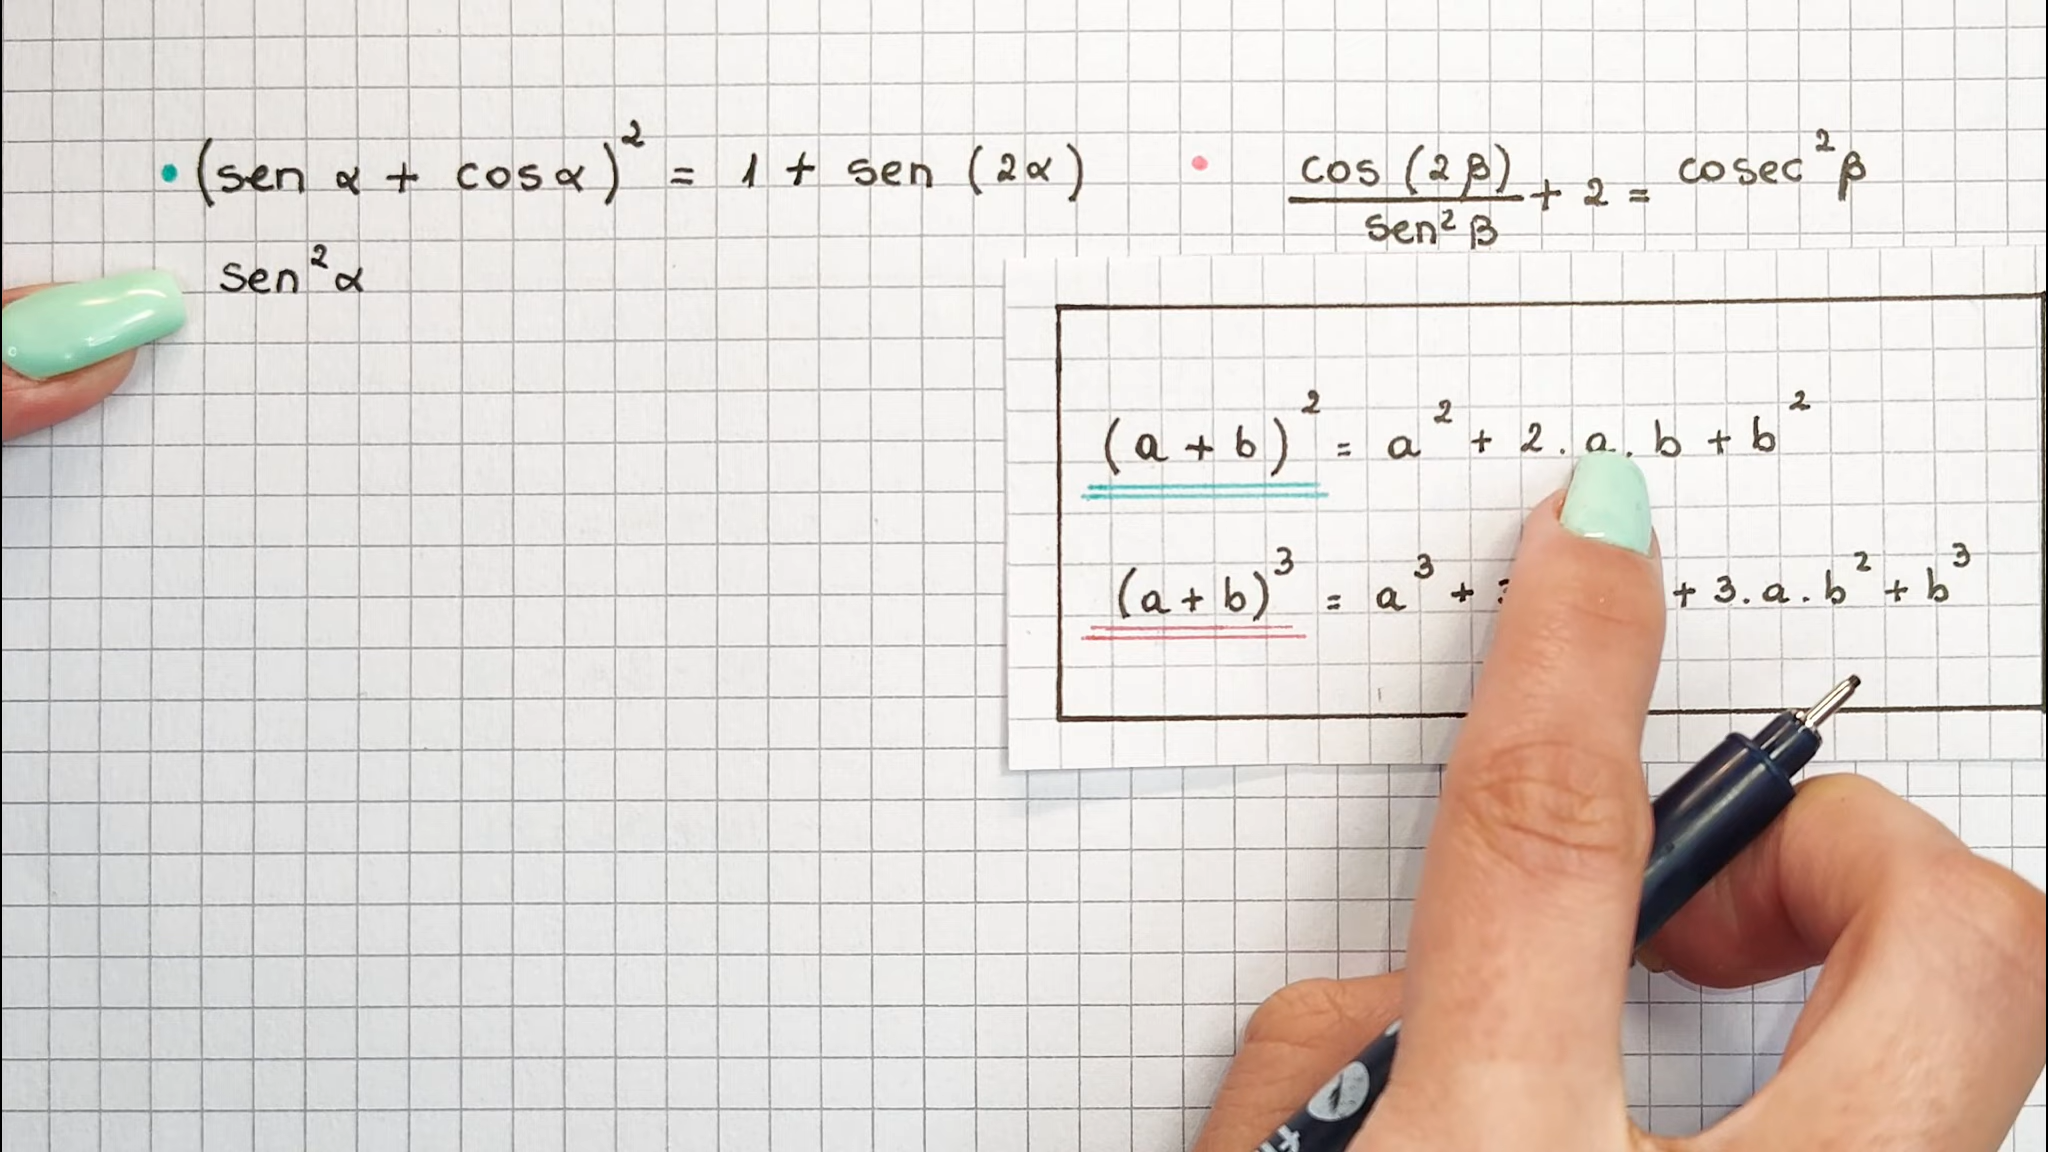 • (sen α + cos α)² = 1 + sen (2α)
• cos (2β) / sen² β + 2 = cosec² β
sen² α
(a + b)² = a² + 2 . a . b + b²
(a + b)³ = a³ + + 3 . a . b² + b³